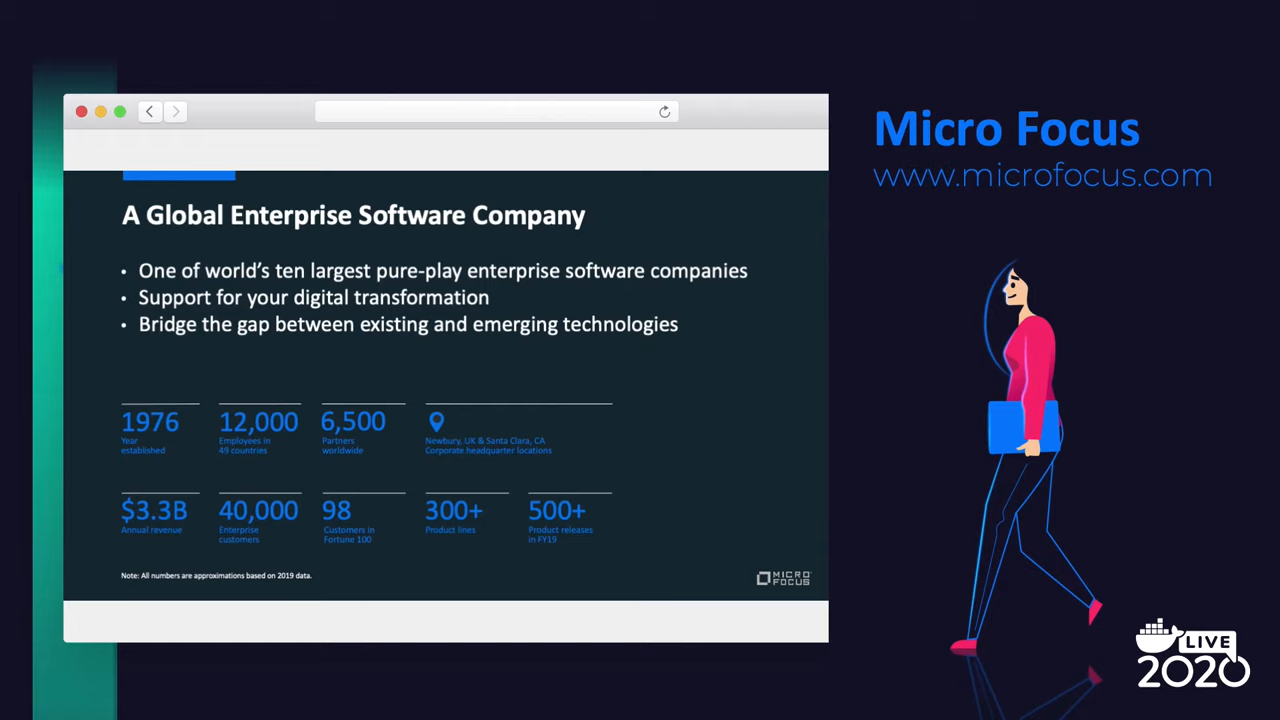 Micro Focus
www.microfocus.com
A Global Enterprise Software Company
• One of world's ten largest pure-play enterprise software companies
• Support for your digital transformation
• Bridge the gap between existing and emerging technologies
1976
Year
established
12,000
Employees in
49 countries
6,500
Partners
worldwide
Newbury, UK & Santa Clara, CA
Corporate headquarter locations
$3.3B
Annual revenue
40,000
Enterprise
customers
98
Customers in
Fortune 100
300+
Product lines
500+
Product releases
in FY19
Note: All numbers are approximations based on 2019 data.
MICRO
FOCUS
LIVE
2020